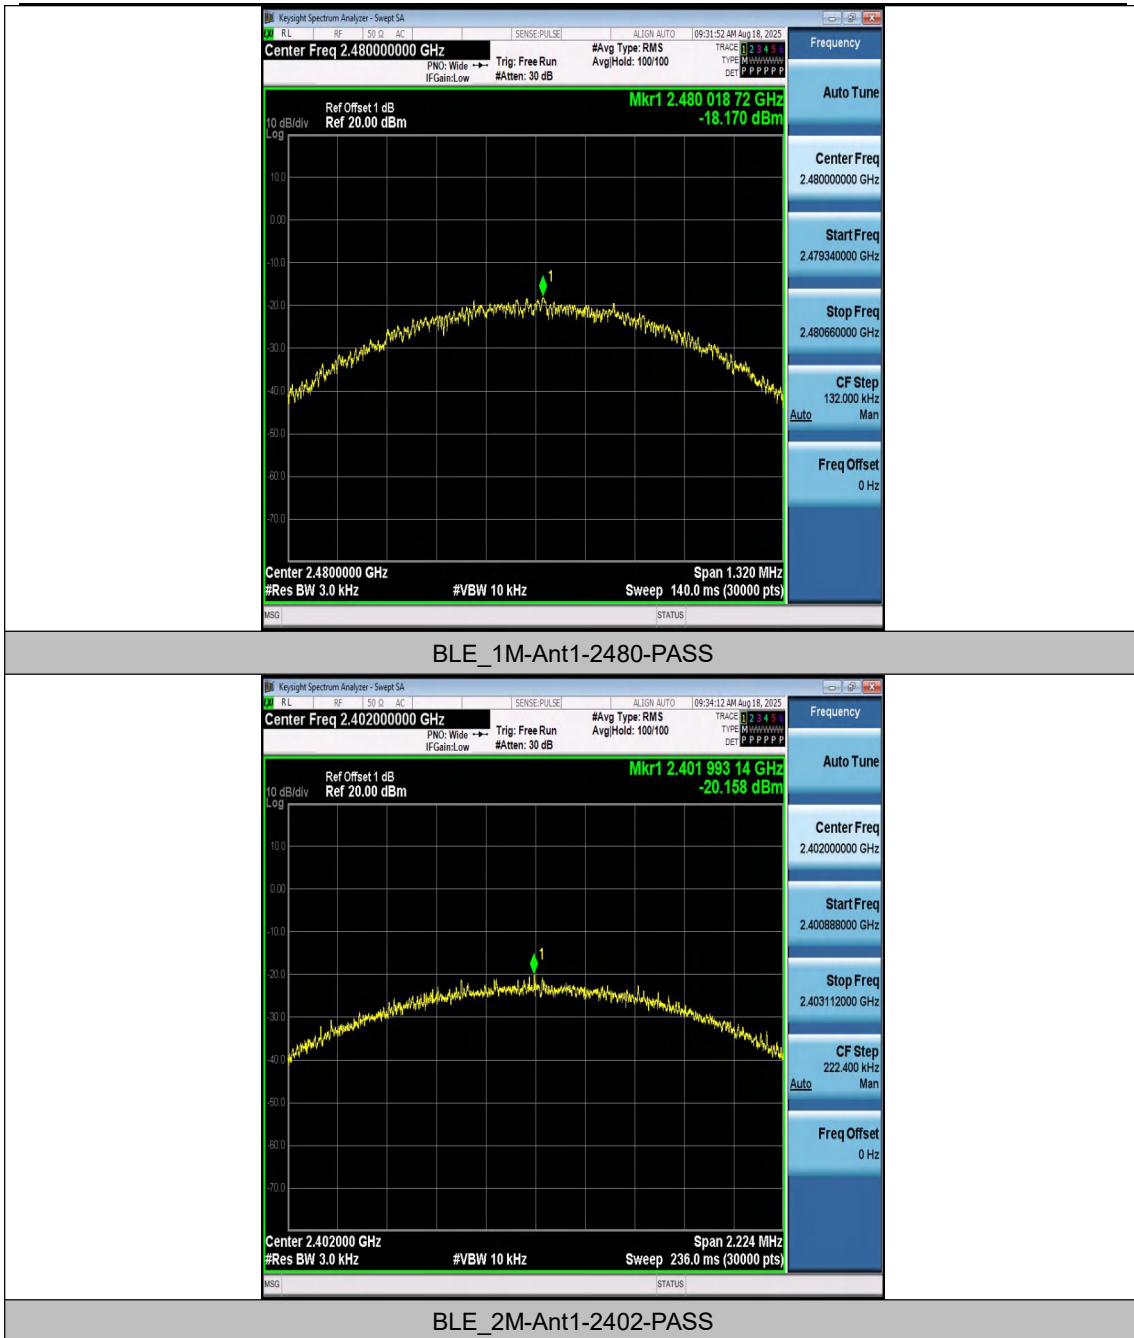 Keysight Spectrum Analyzer - Swept SA
RL RF 50 Ω AC SENSE:PULSE ALIGN AUTO 09:31:52 AM Aug 18, 2025
Center Freq 2.480000000 GHz
PNO: Wide
IFGain:Low
Trig: Free Run
#Atten: 30 dB
#Avg Type: RMS
Avg|Hold: 100/100
TRACE 1 2 3 4 5 6
TYPE M WWWWW
DET P P P P P P
Frequency
Auto Tune
Center Freq
2.480000000 GHz
Start Freq
2.479340000 GHz
Stop Freq
2.480660000 GHz
CF Step
132.000 kHz
Auto Man
Freq Offset
0 Hz
Mkr1 2.480 018 72 GHz
-18.170 dBm
Ref Offset 1 dB
10 dB/div Ref 20.00 dBm
Log
10.0
0.00
-10.0
-20.0
-30.0
-40.0
-50.0
-60.0
-70.0
1
Center 2.4800000 GHz Span 1.320 MHz
#Res BW 3.0 kHz #VBW 10 kHz Sweep 140.0 ms (30000 pts)
MSG STATUS
BLE_1M-Ant1-2480-PASS
Keysight Spectrum Analyzer - Swept SA
RL RF 50 Ω AC SENSE:PULSE ALIGN AUTO 09:34:12 AM Aug 18, 2025
Center Freq 2.402000000 GHz
PNO: Wide
IFGain:Low
Trig: Free Run
#Atten: 30 dB
#Avg Type: RMS
Avg|Hold: 100/100
TRACE 1 2 3 4 5 6
TYPE M WWWWW
DET P P P P P P
Frequency
Auto Tune
Center Freq
2.402000000 GHz
Start Freq
2.400888000 GHz
Stop Freq
2.403112000 GHz
CF Step
222.400 kHz
Auto Man
Freq Offset
0 Hz
Mkr1 2.401 993 14 GHz
-20.158 dBm
Ref Offset 1 dB
10 dB/div Ref 20.00 dBm
Log
10.0
0.00
-10.0
-20.0
-30.0
-40.0
-50.0
-60.0
-70.0
1
Center 2.402000 GHz Span 2.224 MHz
#Res BW 3.0 kHz #VBW 10 kHz Sweep 236.0 ms (30000 pts)
MSG STATUS
BLE_2M-Ant1-2402-PASS